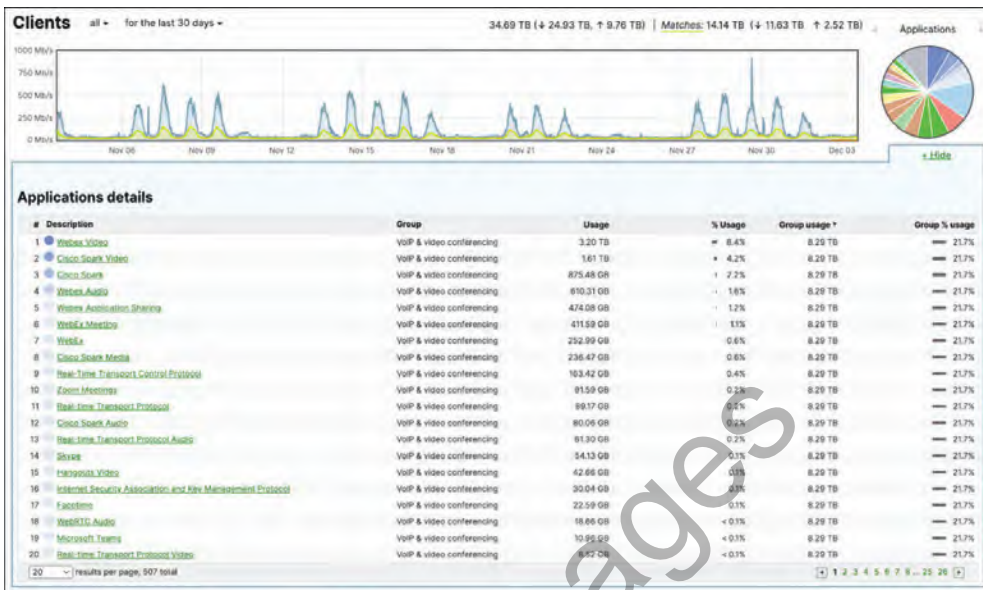 Clients all for the last 30 days 34.69 TB (↓ 24.93 TB, ↑ 9.76 TB) | Matches: 14.14 TB (↓ 11.63 TB ↑ 2.52 TB) Applications
1000 Mb/s
750 Mb/s
500 Mb/s
250 Mb/s
0 Mb/s
Nov 06 Nov 09 Nov 12 Nov 15 Nov 18 Nov 21 Nov 24 Nov 27 Nov 30 Dec 03
« Hide
Applications details
# Description Group Usage % Usage Group usage Group % usage
1 Webex Video VoIP & video conferencing 3.20 TB 8.4% 8.29 TB 21.7%
2 Cisco Spark Video VoIP & video conferencing 1.61 TB 4.2% 8.29 TB 21.7%
3 Cisco Spark VoIP & video conferencing 875.48 GB 2.2% 8.29 TB 21.7%
4 Webex Audio VoIP & video conferencing 610.31 GB 1.6% 8.29 TB 21.7%
5 Webex Application Sharing VoIP & video conferencing 474.08 GB 1.2% 8.29 TB 21.7%
6 WebEx Meeting VoIP & video conferencing 411.59 GB 1.1% 8.29 TB 21.7%
7 WebEx VoIP & video conferencing 252.99 GB 0.6% 8.29 TB 21.7%
8 Cisco Spark Media VoIP & video conferencing 236.47 GB 0.6% 8.29 TB 21.7%
9 Real-Time Transport Control Protocol VoIP & video conferencing 163.42 GB 0.4% 8.29 TB 21.7%
10 Zoom Meetings VoIP & video conferencing 0.2% 8.29 TB 21.7%
11 Real-time Transport Protocol VoIP & video conferencing 0.2% 8.29 TB 21.7%
12 Cisco Spark Audio VoIP & video conferencing 0.2% 8.29 TB 21.7%
13 Real-time Transport Protocol Audio VoIP & video conferencing 0.2% 8.29 TB 21.7%
14 Skype VoIP & video conferencing 54.13 GB 0.1% 8.29 TB 21.7%
15 Hangouts Video VoIP & video conferencing 42.66 GB 0.1% 8.29 TB 21.7%
16 Internet Security Association and Key Management Protocol VoIP & video conferencing 30.04 GB 0.1% 8.29 TB 21.7%
17 Facetime VoIP & video conferencing 22.59 GB 0.1% 8.29 TB 21.7%
18 WebRTC Audio VoIP & video conferencing 18.66 GB < 0.1% 8.29 TB 21.7%
19 Microsoft Teams VoIP & video conferencing 10.96 GB < 0.1% 8.29 TB 21.7%
20 Real-time Transport Protocol Video VoIP & video conferencing < 0.1% 8.29 TB 21.7%
20 results per page, 507 total 1 2 3 4 5 6 7 8 ... 25 26
ages